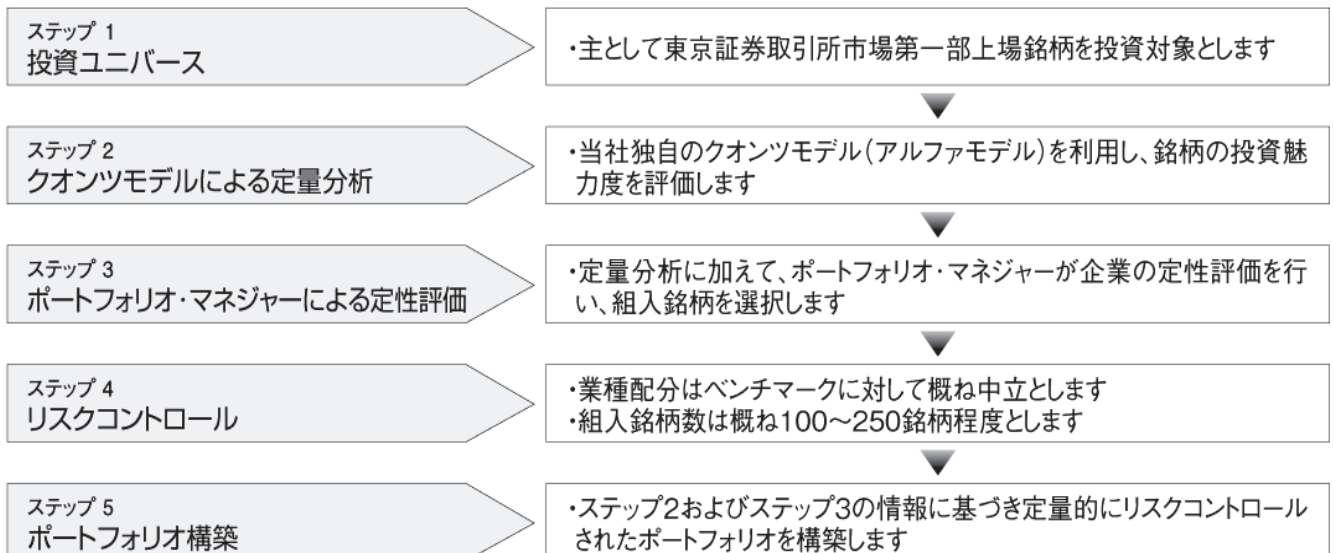 ステップ 1
投資ユニバース
・主として東京証券取引所市場第一部上場銘柄を投資対象とします
ステップ 2
クオンツモデルによる定量分析
・当社独自のクオンツモデル(アルファモデル)を利用し、銘柄の投資魅
力度を評価します
ステップ 3
ポートフォリオ・マネジャーによる定性評価
・定量分析に加えて、ポートフォリオ・マネジャーが企業の定性評価を行
い、組入銘柄を選択します
ステップ 4
リスクコントロール
・業種配分はベンチマークに対して概ね中立とします
・組入銘柄数は概ね100〜250銘柄程度とします
ステップ 5
ポートフォリオ構築
・ステップ2およびステップ3の情報に基づき定量的にリスクコントロール
されたポートフォリオを構築します